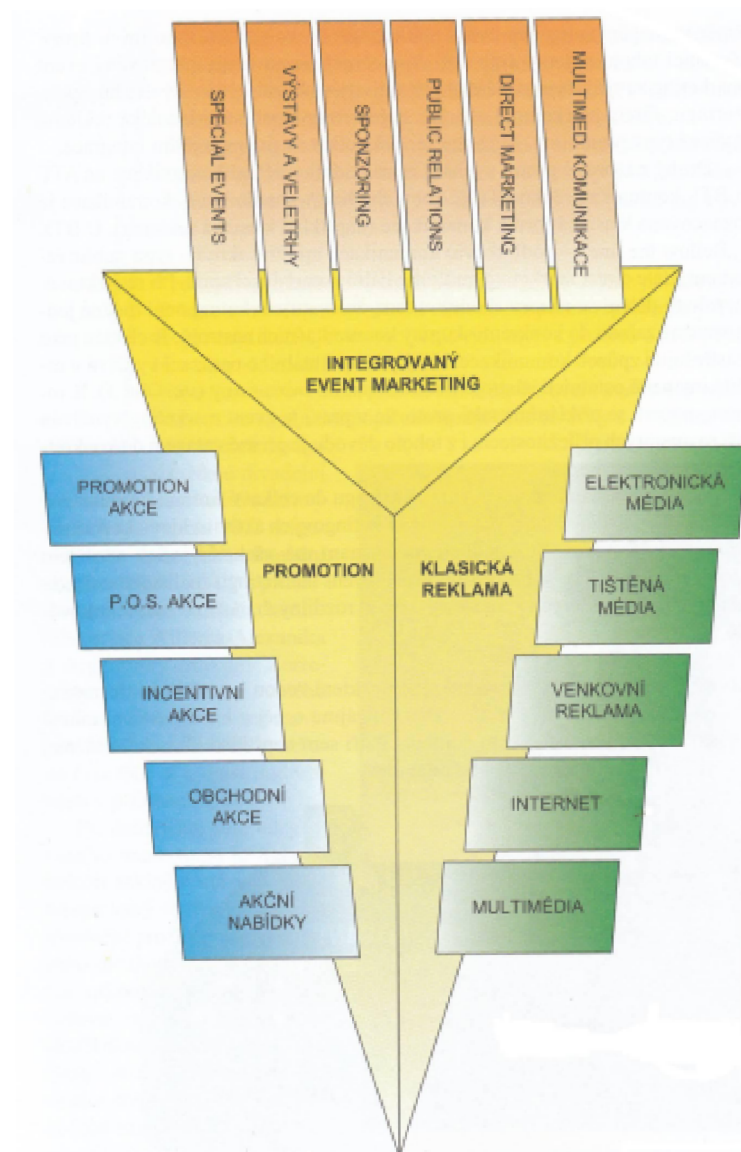 SPECIAL EVENTS
VÝSTAVY A VELETRHY
SPONZORING
PUBLIC RELATIONS
DIRECT MARKETING
MULTIMED. KOMUNIKACE
INTEGROVANÝ
EVENT MARKETING
PROMOTION
AKCE
P.O.S. AKCE
INCENTIVNÍ
AKCE
OBCHODNÍ
AKCE
AKČNÍ
NABÍDKY
PROMOTION
KLASICKÁ
REKLAMA
ELEKTRONICKÁ
MÉDIA
TIŠTĚNÁ
MÉDIA
VENKOVNÍ
REKLAMA
INTERNET
MULTIMÉDIA